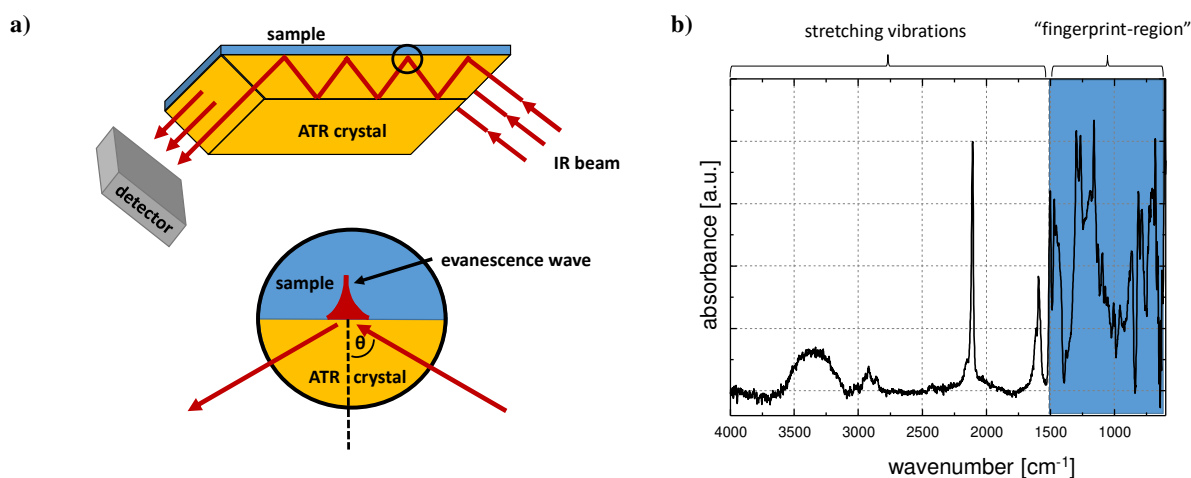 a)
sample
ATR crystal
IR beam
detector
evanescence wave
sample
θ
ATR crystal
b)
stretching vibrations
"fingerprint-region"
absorbance [a.u.]
4000 3500 3000 2500 2000 1500 1000
wavenumber [cm⁻¹]